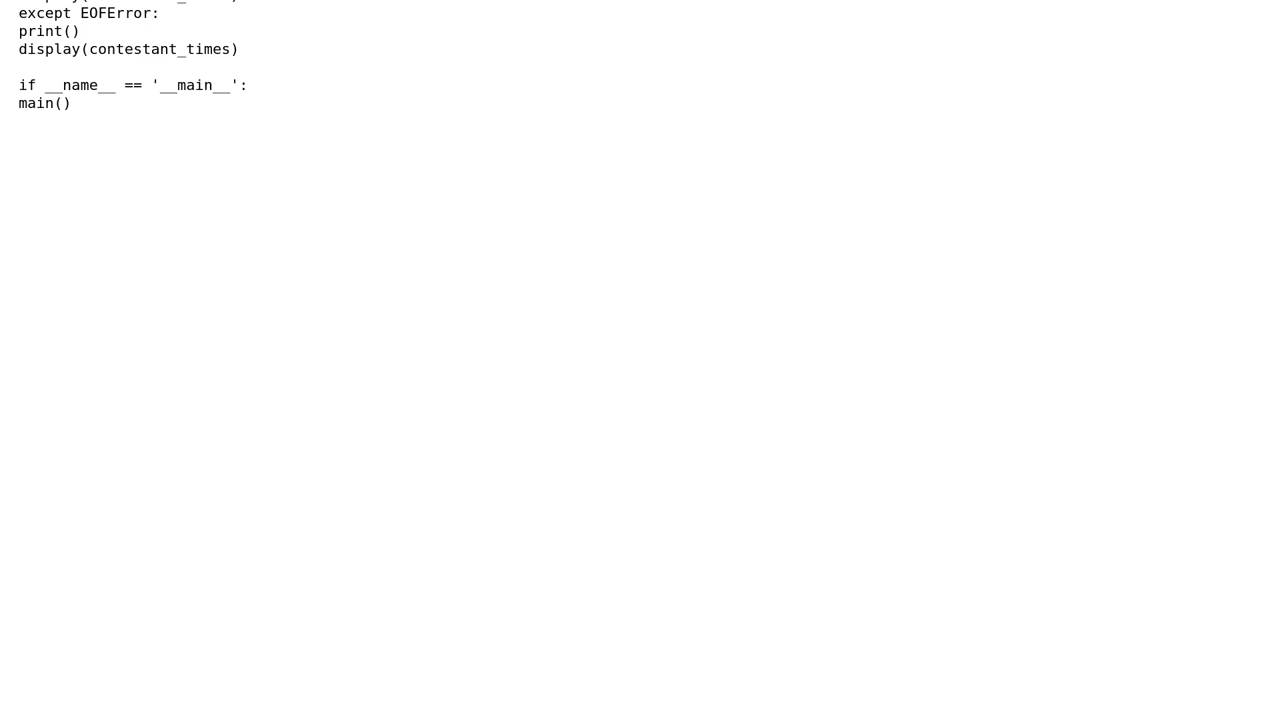 except EOFError:
print()
display(contestant_times)

if __name__ == '__main__':
main()